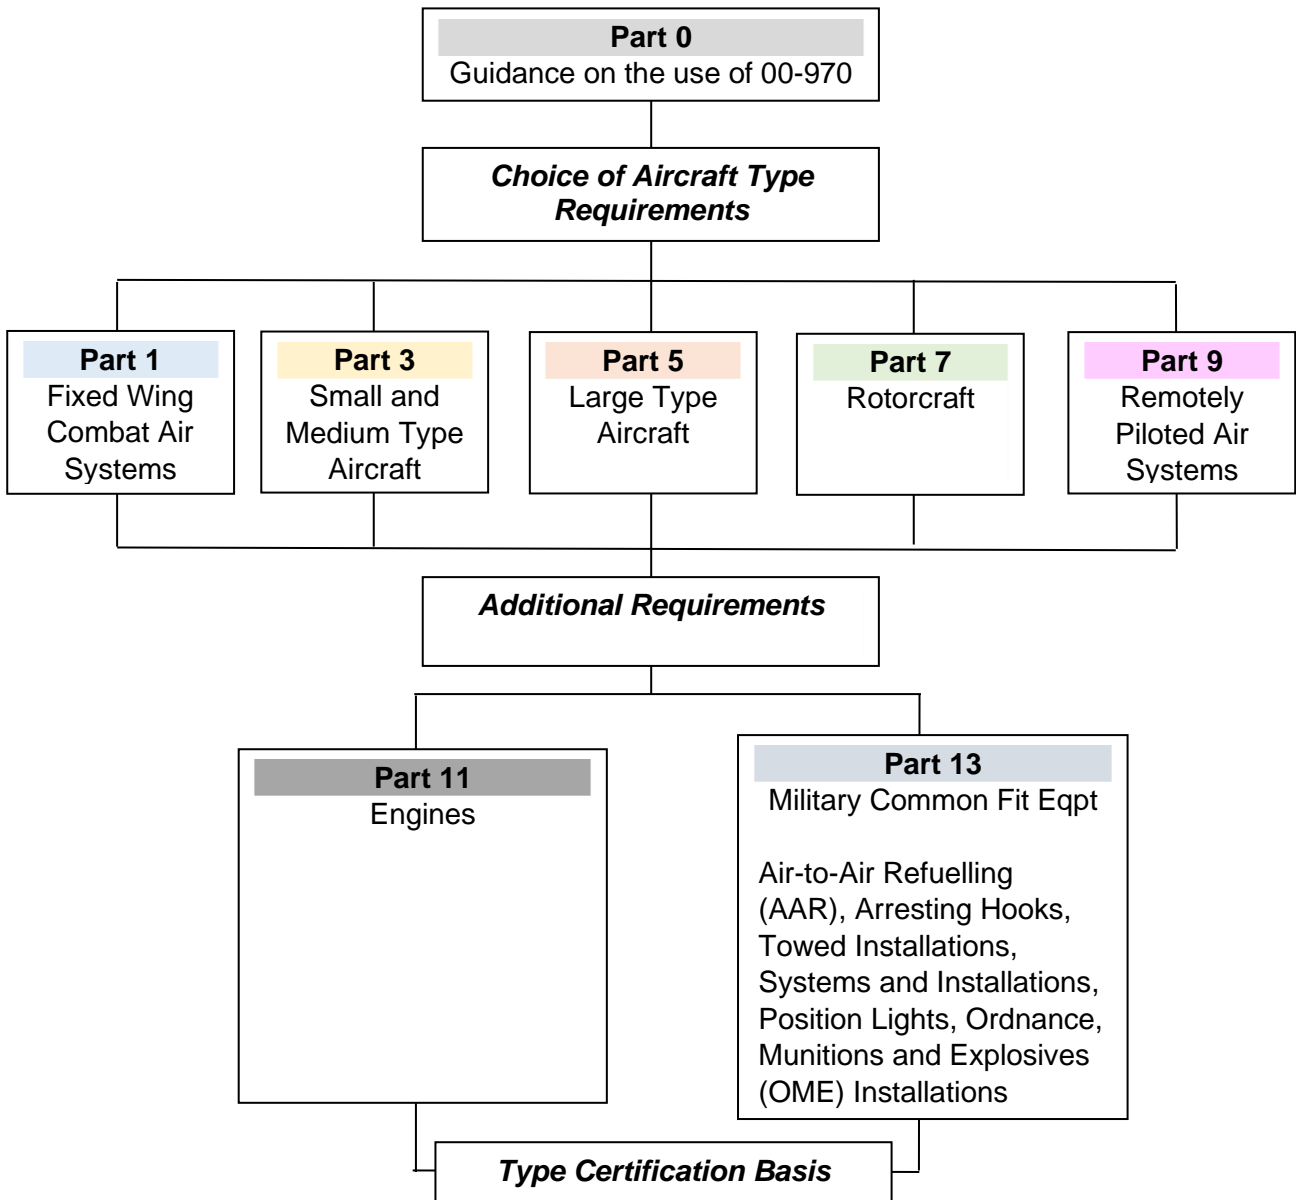 Part 0
Guidance on the use of 00-970
Choice of Aircraft Type
Requirements
Part 1
Fixed Wing
Combat Air
Systems
Part 3
Small and
Medium Type
Aircraft
Part 5
Large Type
Aircraft
Part 7
Rotorcraft
Part 9
Remotely
Piloted Air
Systems
Additional Requirements
Part 11
Engines
Part 13
Military Common Fit Eqpt
Air-to-Air Refuelling
(AAR), Arresting Hooks,
Towed Installations,
Systems and Installations,
Position Lights, Ordnance,
Munitions and Explosives
(OME) Installations
Type Certification Basis